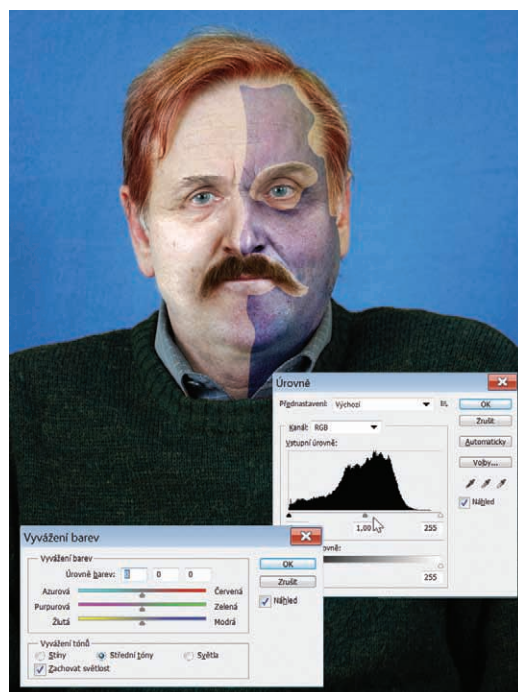 Úrovně
Přednastavení: Výchozí
OK
Zrušit
Automaticky
Volby...
Náhled
Kanál: RGB
Vstupní úrovně:
1,00
255
255
Vyvážení barev
Vyvážení barev
Úrovně barev: 0 0 0
Azurová Červená
Purpurová Zelená
Žlutá Modrá
OK
Zrušit
Náhled
Vyvážení tónů
Stíny Střední tóny Světla
Zachovat světlost